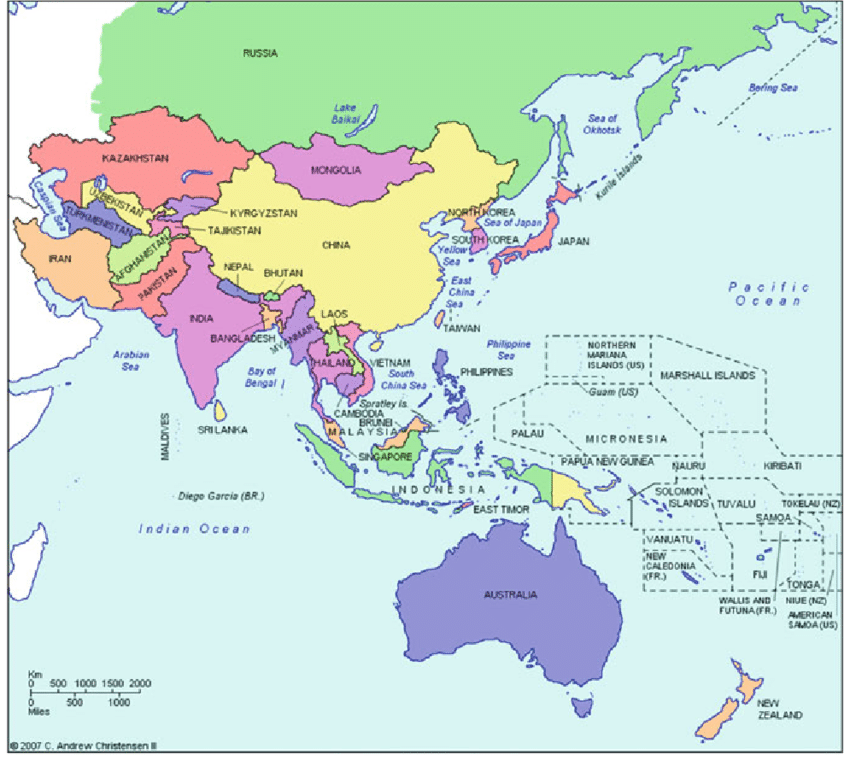 RUSSIA
Bering Sea
Lake
Baikal
Sea of
Okhotsk
KAZAKHSTAN
MONGOLIA
Kurile Islands
Caspian Sea
UZBEKISTAN
TURKMENISTAN
KYRGYZSTAN
TAJIKISTAN
NORTH KOREA
Sea of Japan
SOUTH KOREA
JAPAN
CHINA
Yellow
Sea
IRAN
AFGHANISTAN
PAKISTAN
NEPAL
BHUTAN
East
China
Sea
Pacific
Ocean
INDIA
LAOS
TAIWAN
BANGLADESH
MYANMAR
Arabian
Sea
Bay of
Bengal
THAILAND
VIETNAM
South
China Sea
Philippine
Sea
PHILIPPINES
NORTHERN
MARIANA
ISLANDS (US)
MARSHALL ISLANDS
Guam (US)
Spratley Is.
CAMBODIA
BRUNEI
MALAYSIA
SRI LANKA
MALDIVES
SINGAPORE
PALAU
MICRONESIA
PAPUA NEW GUINEA
NAURU
KIRIBATI
INDONESIA
Diego Garcia (BR.)
EAST TIMOR
SOLOMON
ISLANDS
TUVALU
TOKELAU (NZ)
SAMOA
Indian Ocean
VANUATU
NEW
CALEDONIA
(FR.)
FIJI
TONGA
WALLIS AND
FUTUNA (FR.)
NIUE (NZ)
AMERICAN
SAMOA (US)
AUSTRALIA
NEW
ZEALAND
Km
0 500 1000 1500 2000
0 500 1000
Miles
© 2007 C. Andrew Christensen II